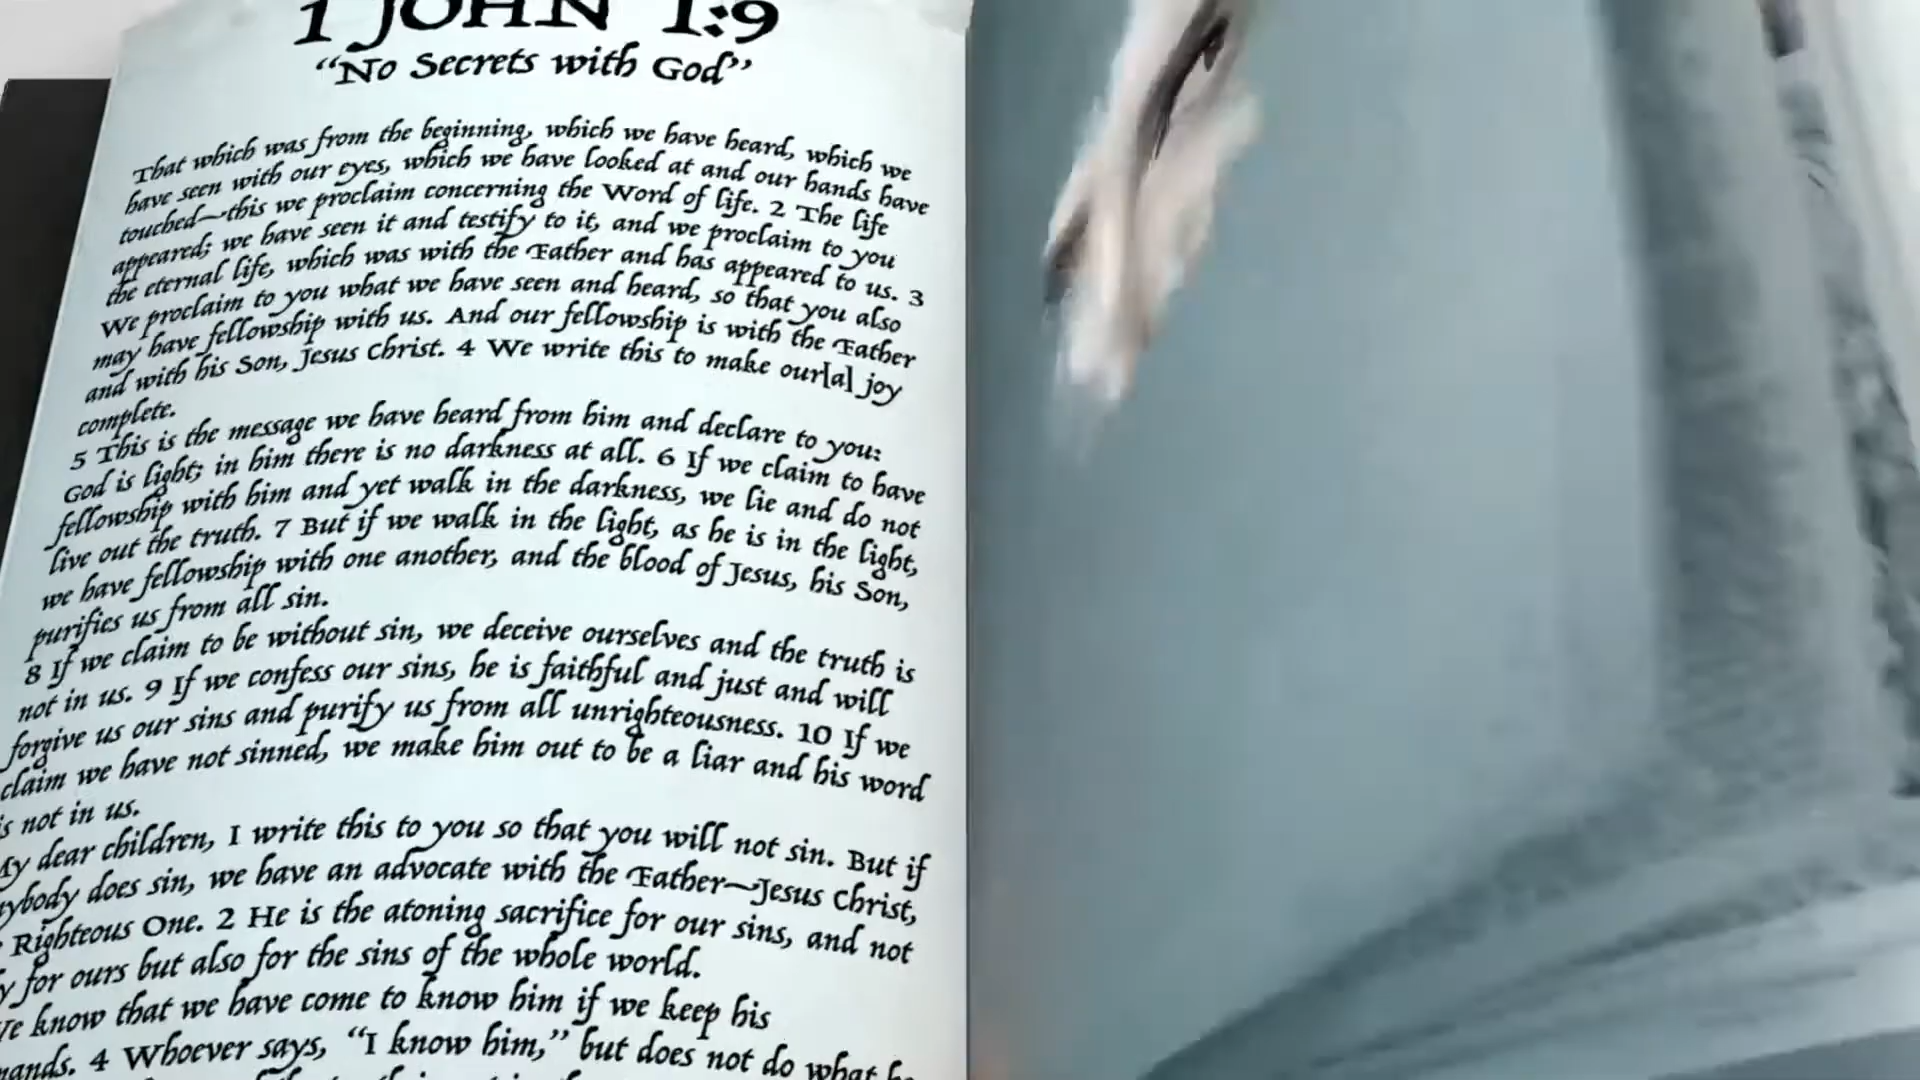 1 JOHN 1:9
“No Secrets with God”
That which was from the beginning, which we have heard, which we
have seen with our eyes, which we have looked at and our hands have
touched—this we proclaim concerning the Word of life. 2 The life
appeared; we have seen it and testify to it, and we proclaim to you
the eternal life, which was with the Father and has appeared to us. 3
We proclaim to you what we have seen and heard, so that you also
may have fellowship with us. And our fellowship is with the Father
and with his Son, Jesus Christ. 4 We write this to make our[a] joy
complete.
5 This is the message we have heard from him and declare to you:
God is light; in him there is no darkness at all. 6 If we claim to have
fellowship with him and yet walk in the darkness, we lie and do not
live out the truth. 7 But if we walk in the light, as he is in the light,
we have fellowship with one another, and the blood of Jesus, his Son,
purifies us from all sin.
8 If we claim to be without sin, we deceive ourselves and the truth is
not in us. 9 If we confess our sins, he is faithful and just and will
forgive us our sins and purify us from all unrighteousness. 10 If we
claim we have not sinned, we make him out to be a liar and his word
is not in us.
My dear children, I write this to you so that you will not sin. But if
ybody does sin, we have an advocate with the Father—Jesus Christ,
Righteous One. 2 He is the atoning sacrifice for our sins, and not
y for ours but also for the sins of the whole world.
We know that we have come to know him if we keep his
mands. 4 Whoever says, “I know him,” but does not do what he